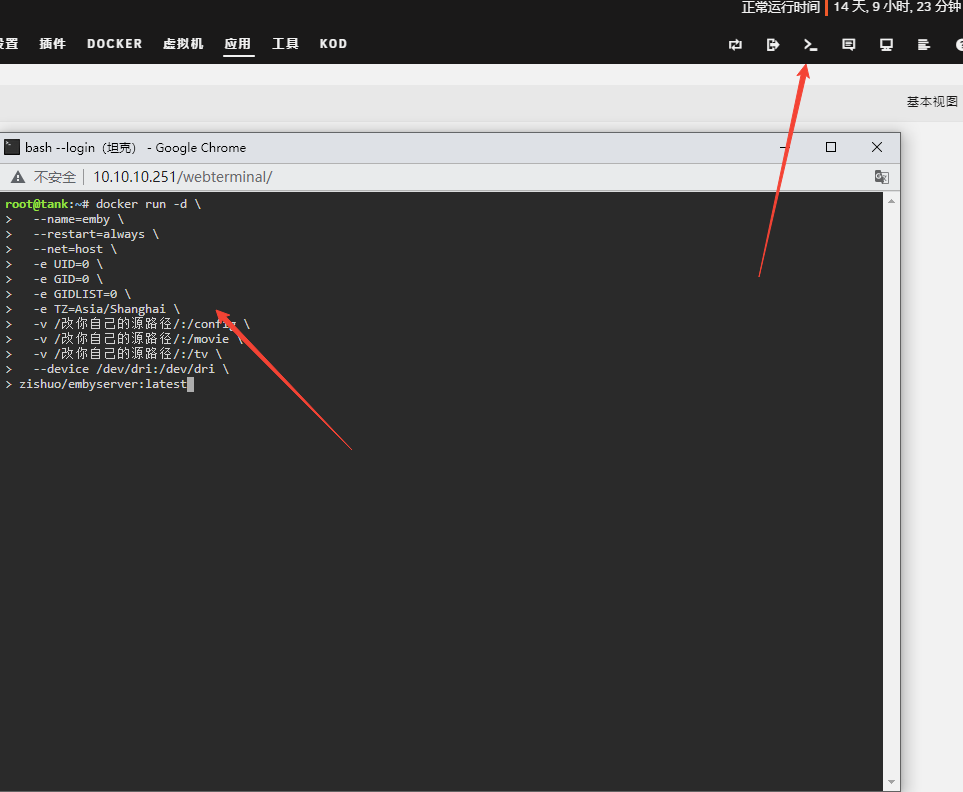 正常运行时间 14 天, 9 小时, 23 分钟
设置 插件 DOCKER 虚拟机 应用 工具 KOD
基本视图
bash --login（坦克） - Google Chrome
不安全 10.10.10.251/webterminal/
root@tank:~# docker run -d \
> --name=emby \
> --restart=always \
> --net=host \
> -e UID=0 \
> -e GID=0 \
> -e GIDLIST=0 \
> -e TZ=Asia/Shanghai \
> -v /改你自己的源路径/:/config \
> -v /改你自己的源路径/:/movie \
> -v /改你自己的源路径/:/tv \
> --device /dev/dri:/dev/dri \
> zishuo/embyserver:latest